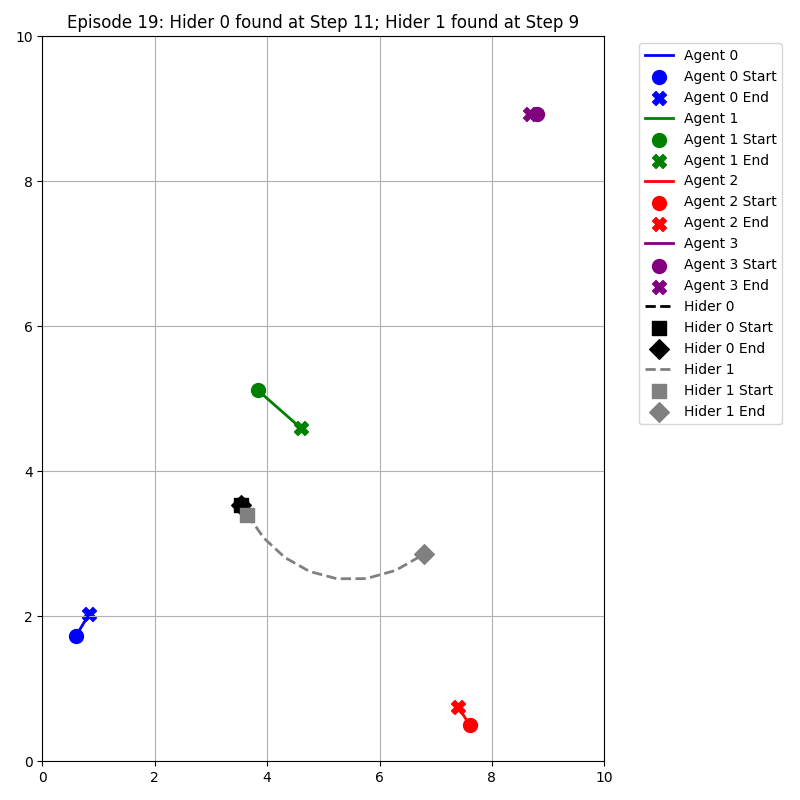 Episode 19: Hider 0 found at Step 11; Hider 1 found at Step 9
10
8
6
4
2
0
0 2 4 6 8 10
Agent 0
Agent 0 Start
Agent 0 End
Agent 1
Agent 1 Start
Agent 1 End
Agent 2
Agent 2 Start
Agent 2 End
Agent 3
Agent 3 Start
Agent 3 End
Hider 0
Hider 0 Start
Hider 0 End
Hider 1
Hider 1 Start
Hider 1 End